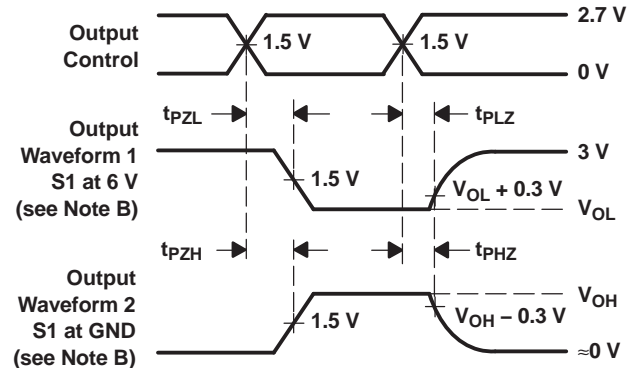 2.7 V
Output
Control
1.5 V
1.5 V
0 V
tPZL
tPLZ
Output
Waveform 1
S1 at 6 V
(see Note B)
3 V
1.5 V
VOL + 0.3 V
VOL
tPZH
tPHZ
Output
Waveform 2
S1 at GND
(see Note B)
VOH
1.5 V
VOH – 0.3 V
≈0 V